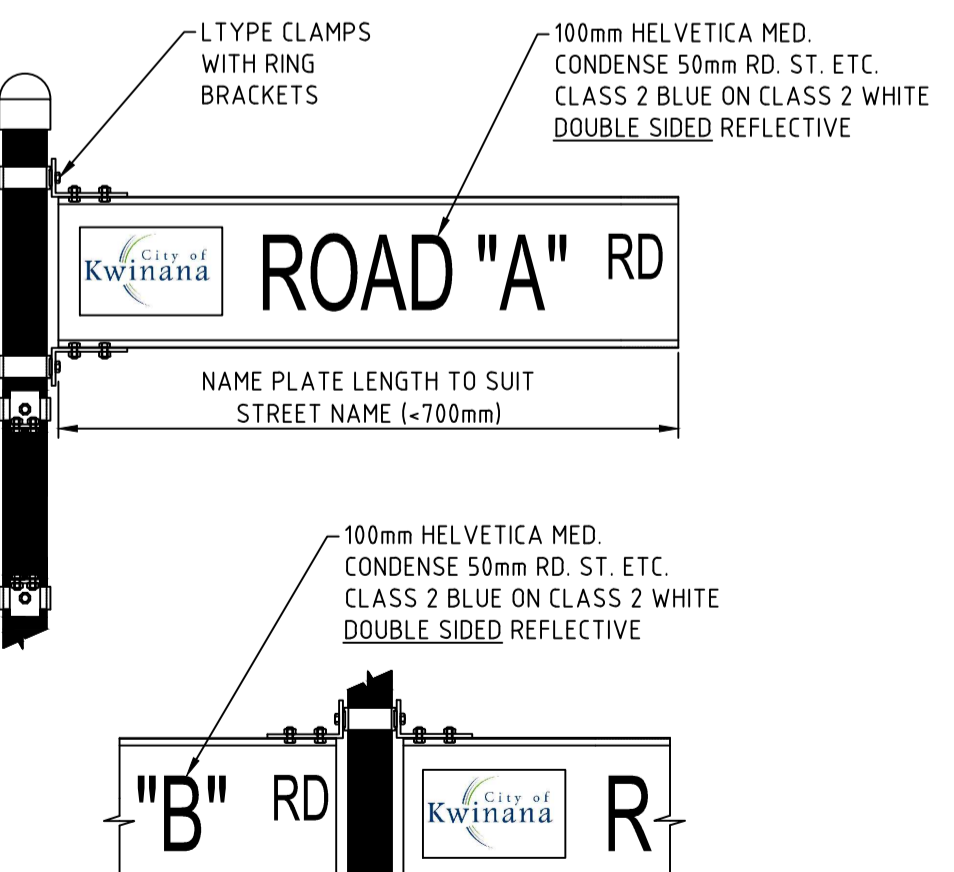 LTYPE CLAMPS
WITH RING
BRACKETS
100mm HELVETICA MED.
CONDENSE 50mm RD. ST. ETC.
CLASS 2 BLUE ON CLASS 2 WHITE
DOUBLE SIDED REFLECTIVE
City of
Kwinana
ROAD "A" RD
NAME PLATE LENGTH TO SUIT
STREET NAME (<700mm)
100mm HELVETICA MED.
CONDENSE 50mm RD. ST. ETC.
CLASS 2 BLUE ON CLASS 2 WHITE
DOUBLE SIDED REFLECTIVE
"B" RD
City of
Kwinana
R